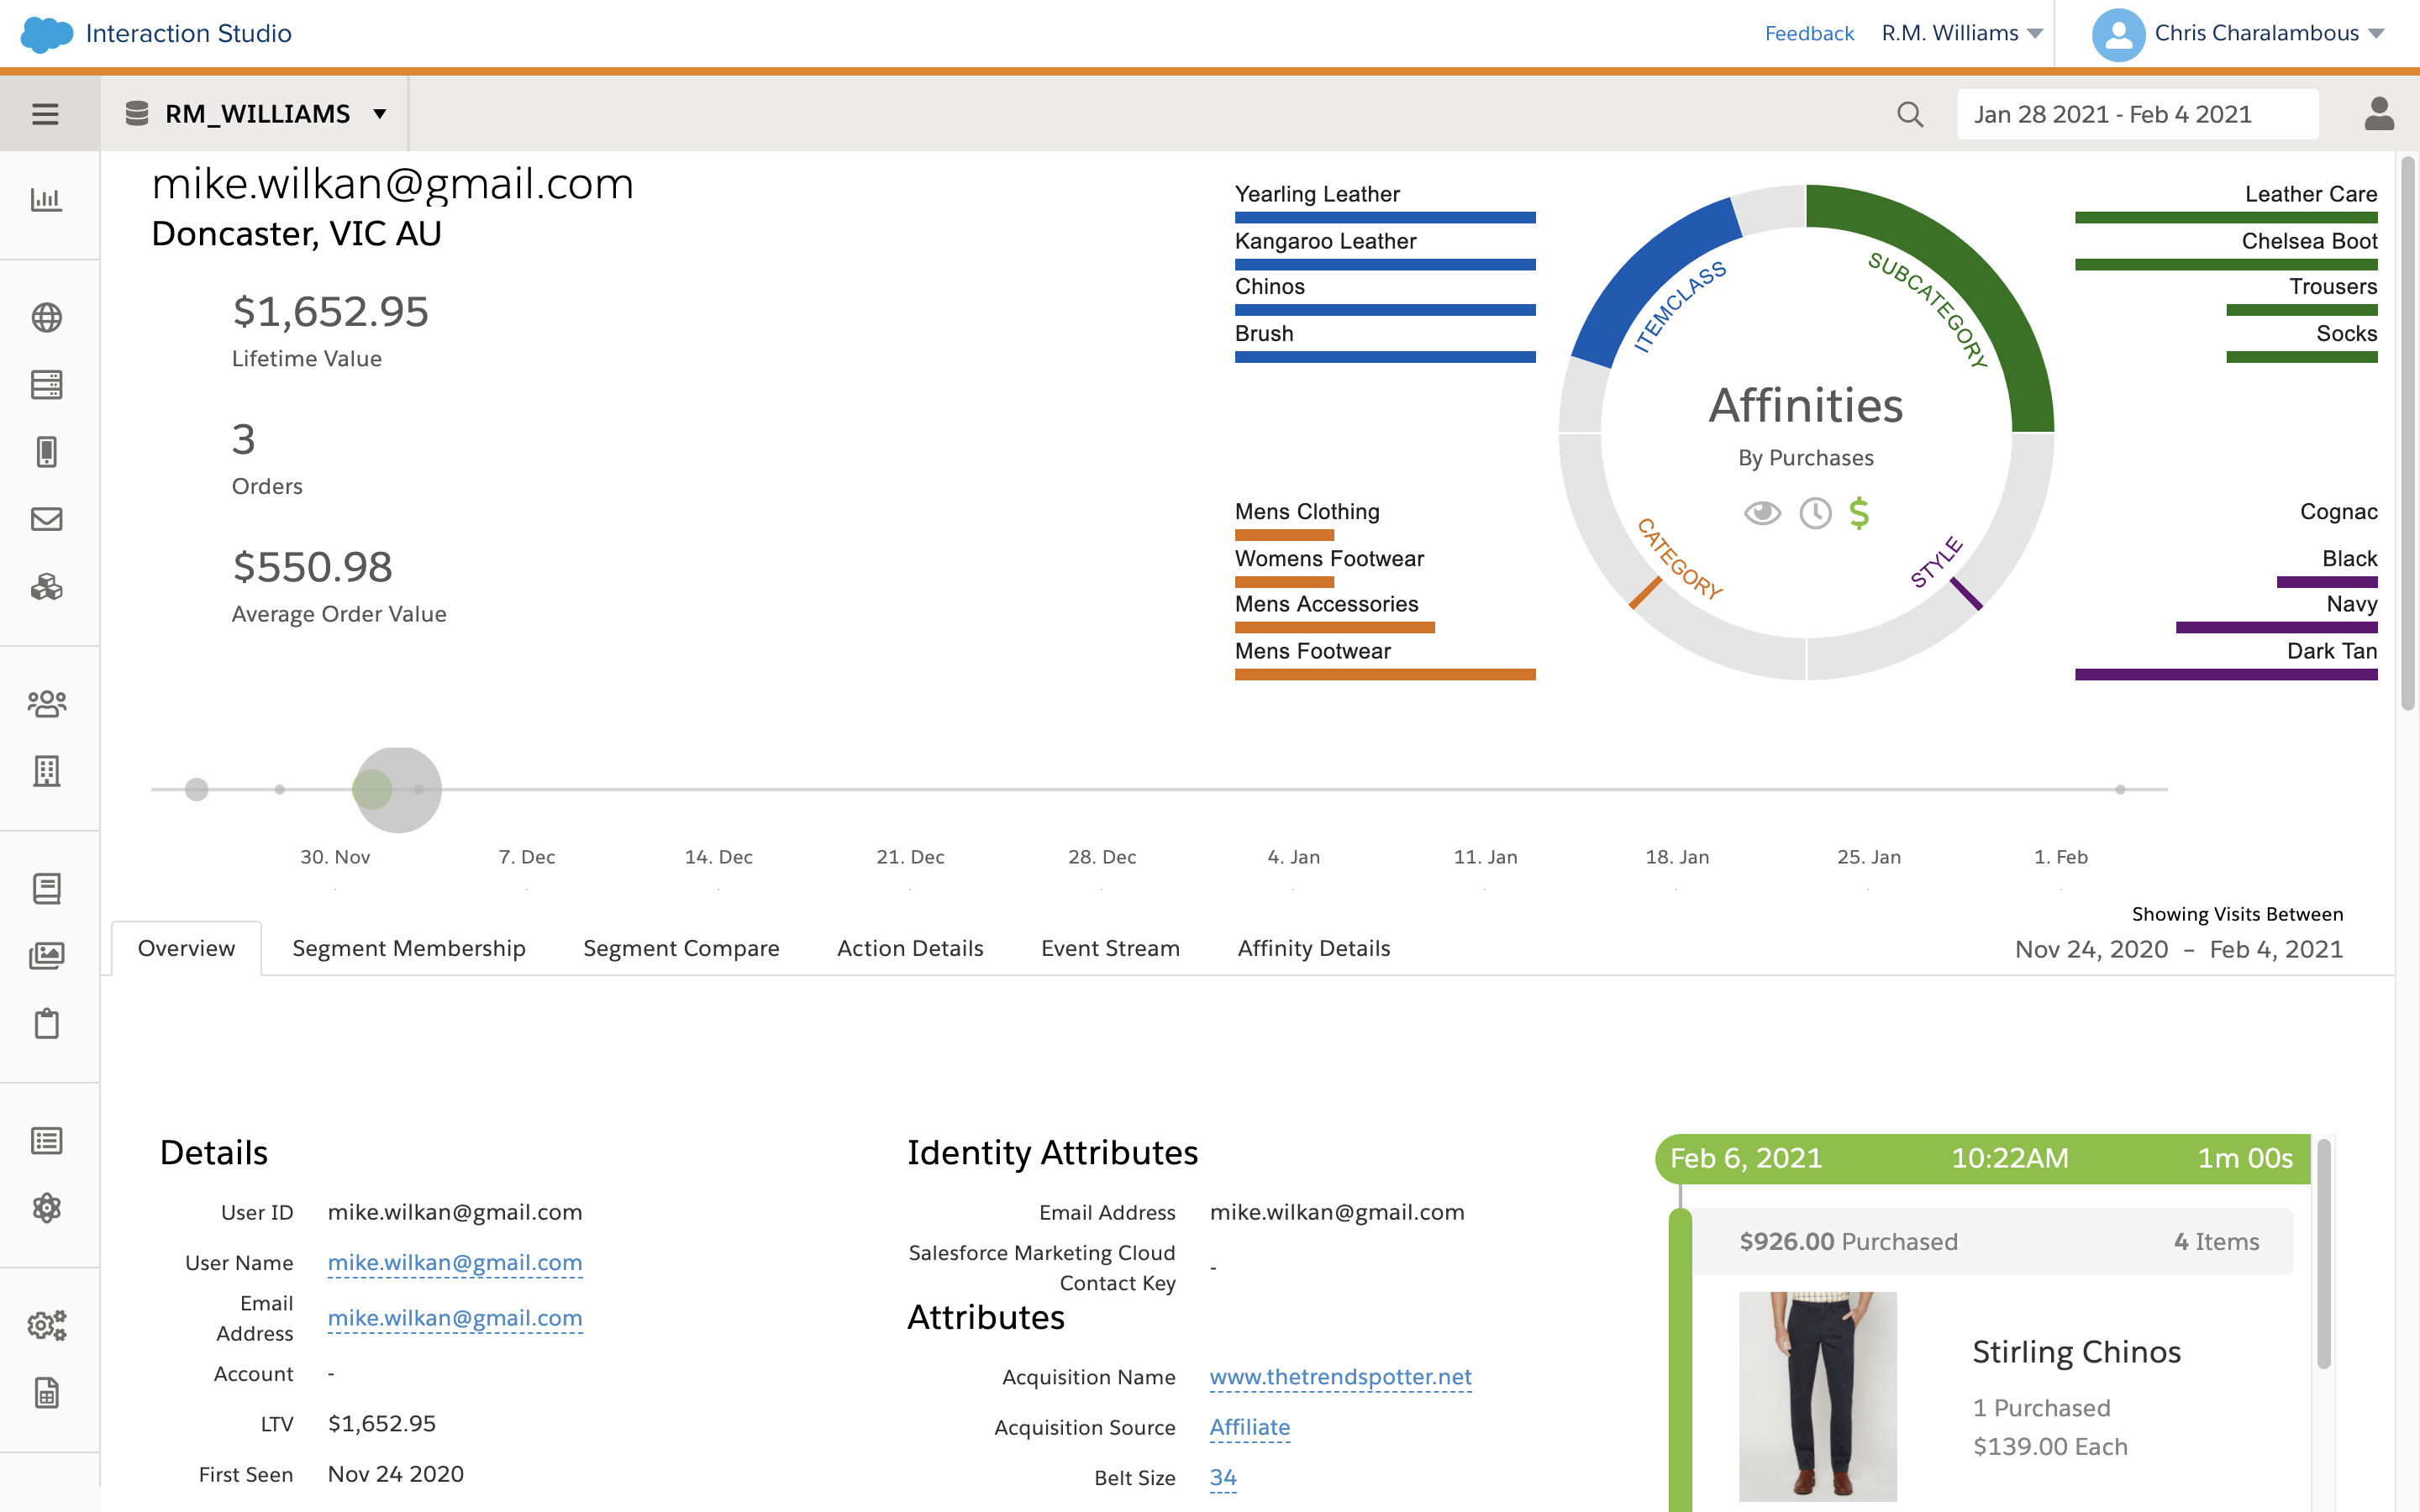 Interaction Studio
Feedback
R.M. Williams
Chris Charalambous
RM_WILLIAMS
Jan 28 2021 - Feb 4 2021
mike.wilkan@gmail.com
Doncaster, VIC AU
$1,652.95
Lifetime Value
3
Orders
$550.98
Average Order Value
Yearling Leather
Kangaroo Leather
Chinos
Brush
Mens Clothing
Womens Footwear
Mens Accessories
Mens Footwear
ITEMCLASS
SUBCATEGORY
Affinities
By Purchases
$
CATEGORY
STYLE
Leather Care
Chelsea Boot
Trousers
Socks
Cognac
Black
Navy
Dark Tan
30. Nov
7. Dec
14. Dec
21. Dec
28. Dec
4. Jan
11. Jan
18. Jan
25. Jan
1. Feb
Overview
Segment Membership
Segment Compare
Action Details
Event Stream
Affinity Details
Showing Visits Between
Nov 24, 2020 – Feb 4, 2021
Details
User ID mike.wilkan@gmail.com
User Name mike.wilkan@gmail.com
Email
Address mike.wilkan@gmail.com
Account -
LTV $1,652.95
First Seen Nov 24 2020
Identity Attributes
Email Address mike.wilkan@gmail.com
Salesforce Marketing Cloud
Contact Key -
Attributes
Acquisition Name www.thetrendspotter.net
Acquisition Source Affiliate
Belt Size 34
Feb 6, 2021 10:22AM 1m 00s
$926.00 Purchased 4 Items
Stirling Chinos
1 Purchased
$139.00 Each